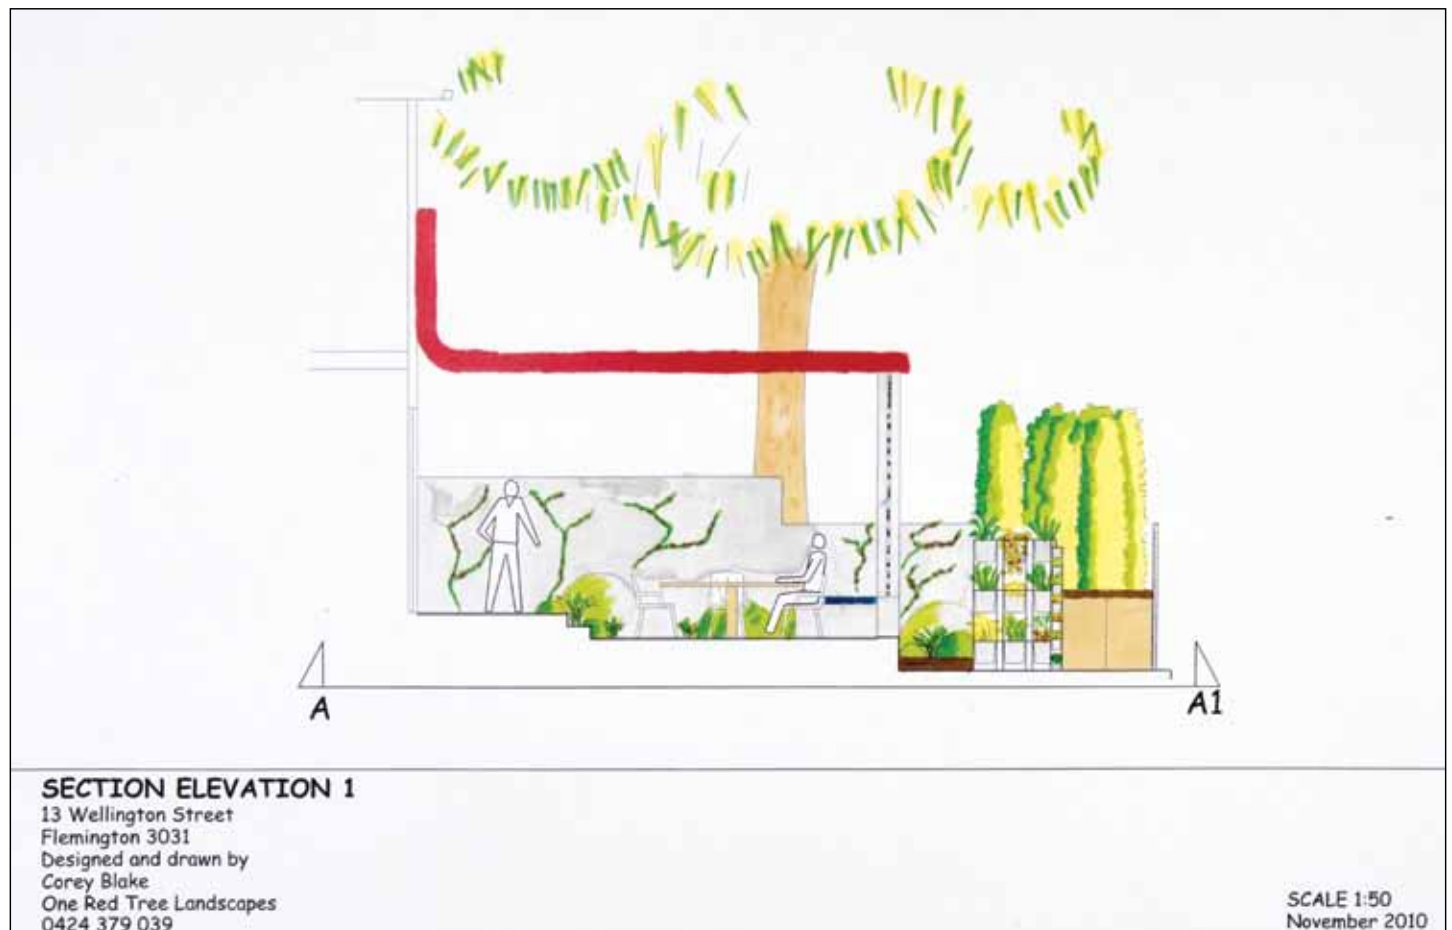 A
A1
SECTION ELEVATION 1
13 Wellington Street
Flemington 3031
Designed and drawn by
Corey Blake
One Red Tree Landscapes
0424 379 039
SCALE 1:50
November 2010